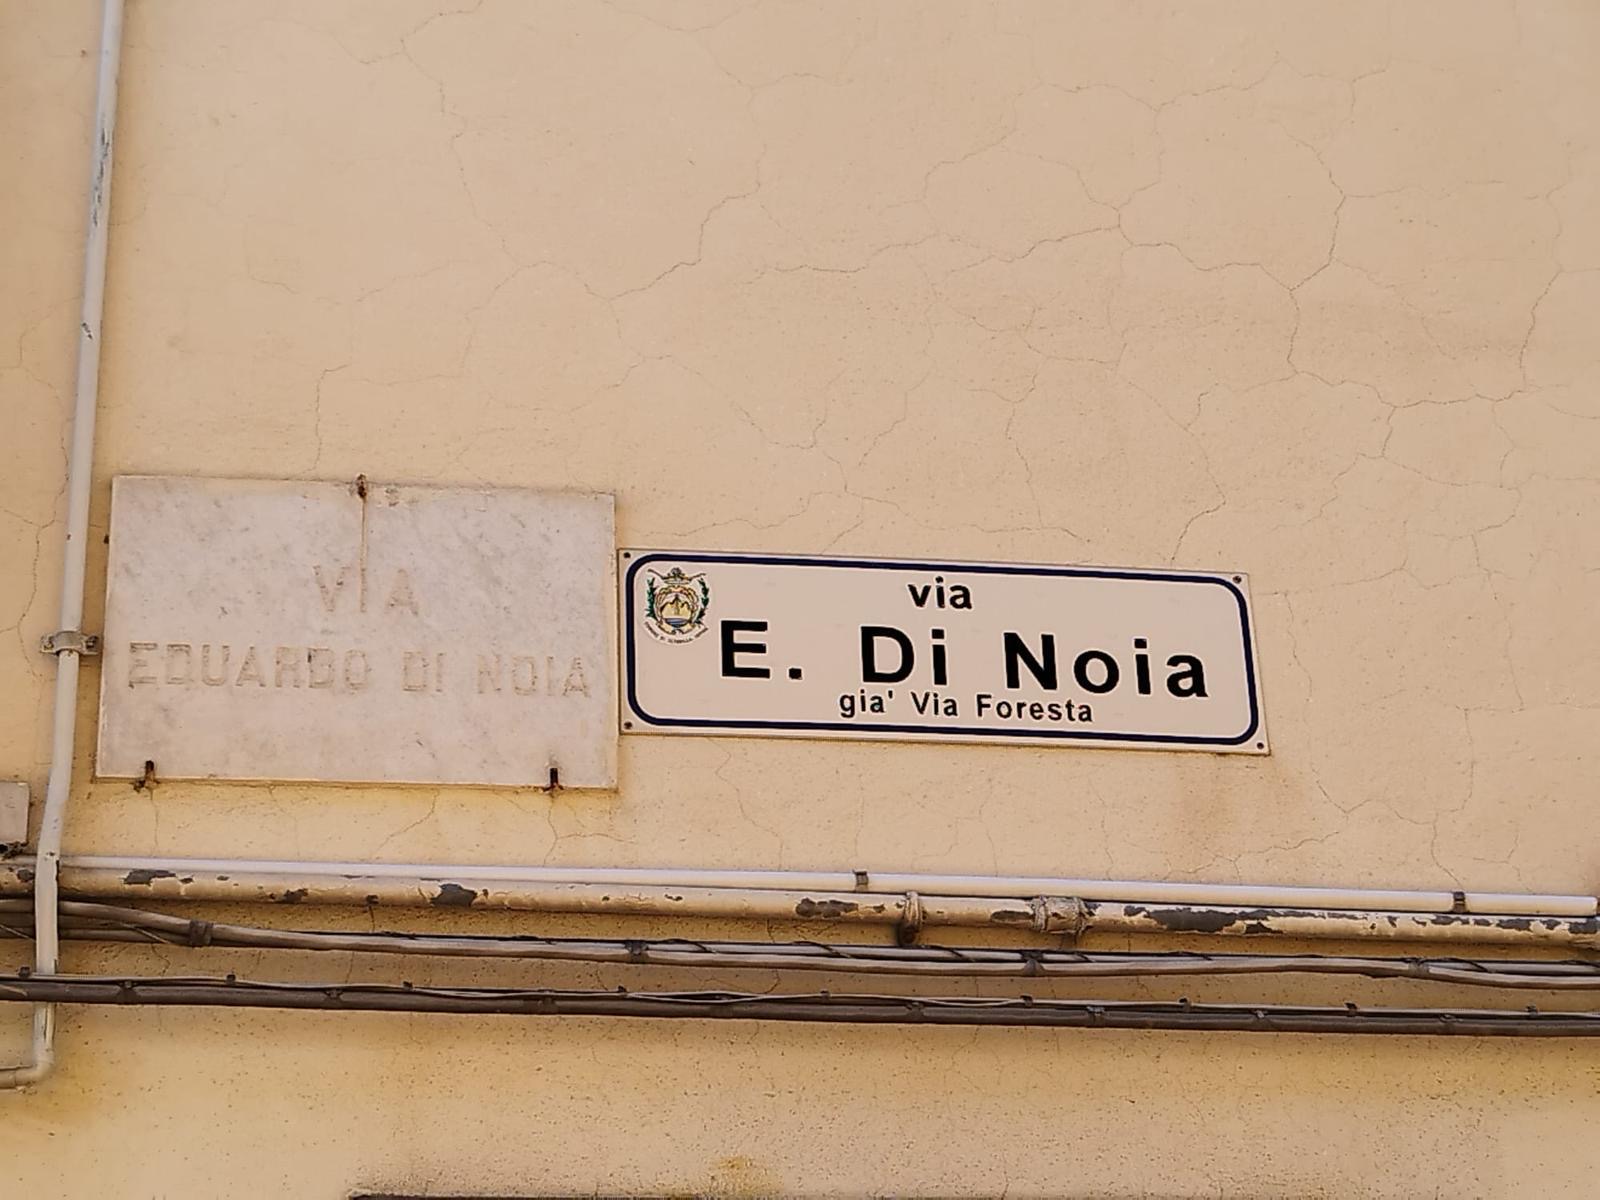 VIA
EDUARDO DI NOIA
via
E. Di Noia
gia' Via Foresta